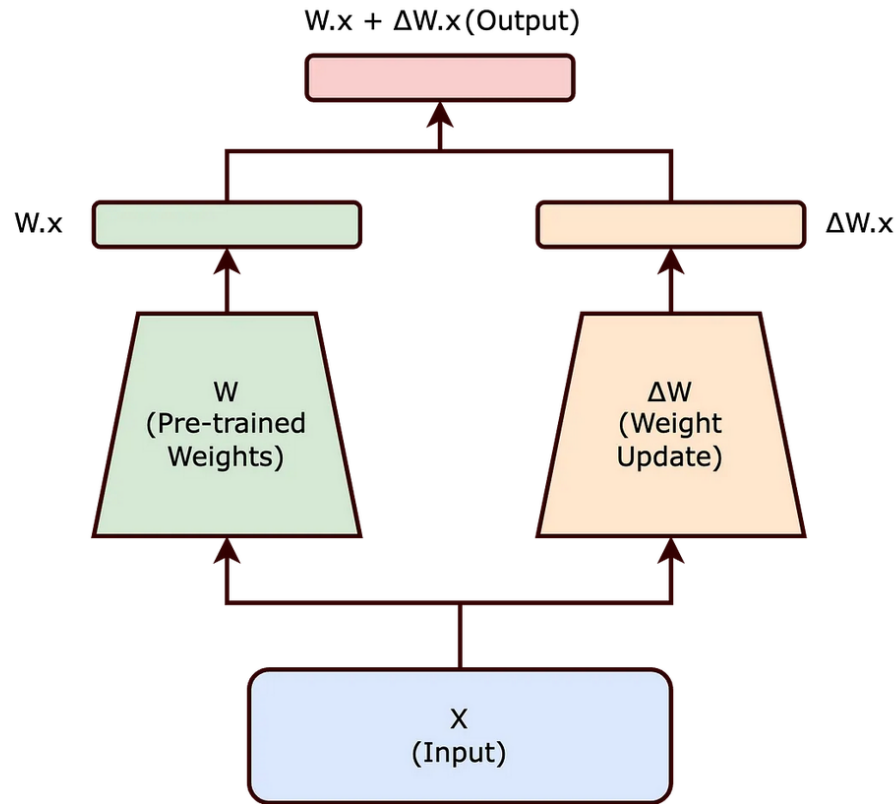 W.x + ΔW.x(Output)
W.x
ΔW.x
W
(Pre-trained
Weights)
ΔW
(Weight
Update)
X
(Input)